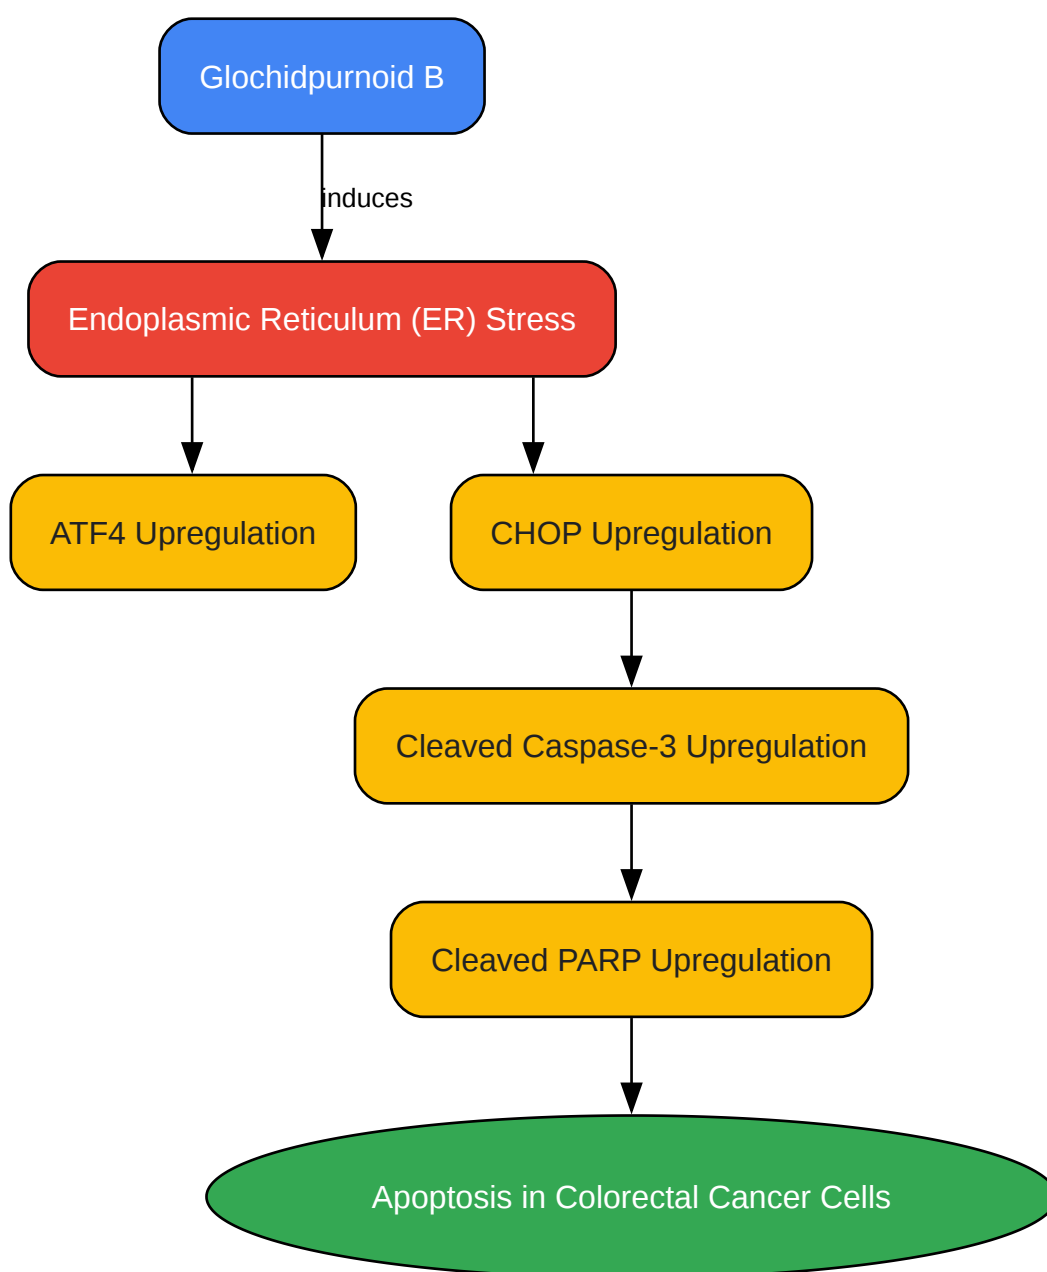 Glochidpurnoid B
induces
Endoplasmic Reticulum (ER) Stress
ATF4 Upregulation
CHOP Upregulation
Cleaved Caspase-3 Upregulation
Cleaved PARP Upregulation
Apoptosis in Colorectal Cancer Cells